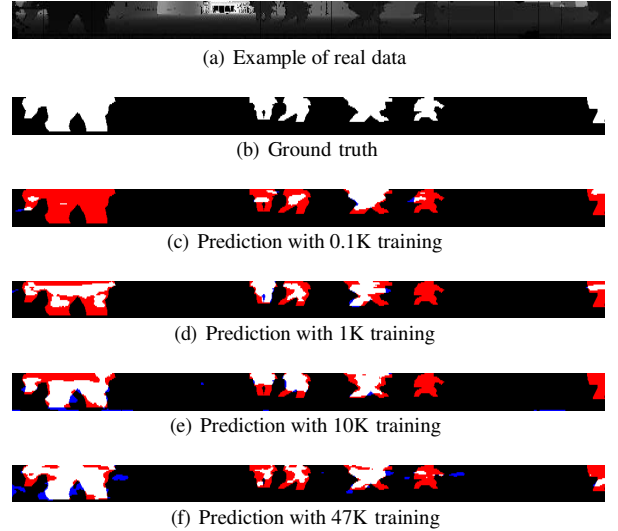 (a) Example of real data
(b) Ground truth
(c) Prediction with 0.1K training
(d) Prediction with 1K training
(e) Prediction with 10K training
(f) Prediction with 47K training